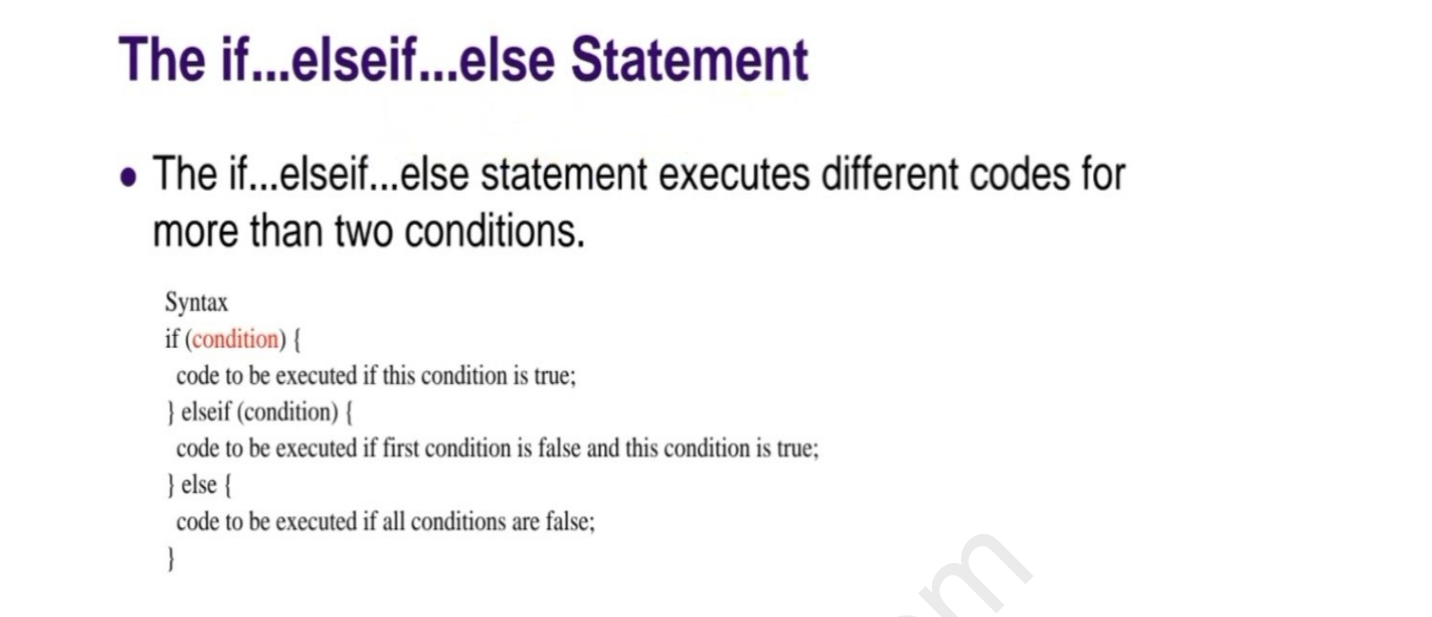 The if...elseif...else Statement
• The if...elseif...else statement executes different codes for
more than two conditions.
Syntax
if (condition) {
code to be executed if this condition is true;
} elseif (condition) {
code to be executed if first condition is false and this condition is true;
} else {
code to be executed if all conditions are false;
}